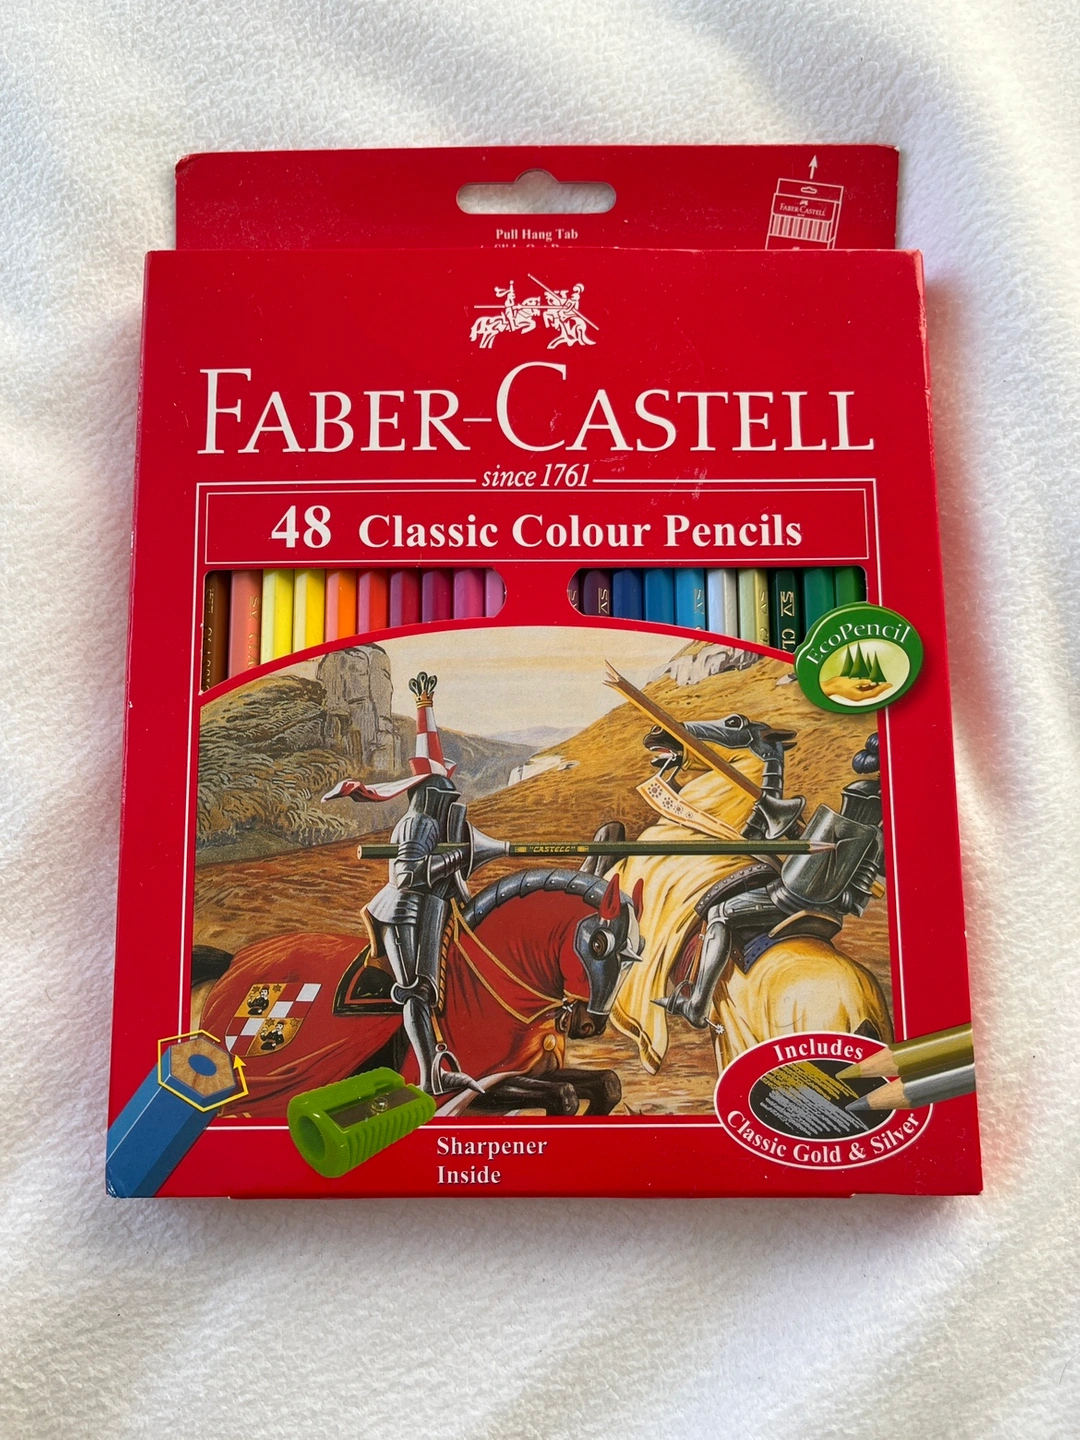 Pull Hang Tab
FABER-CASTELL
FABER-CASTELL
since 1761
48 Classic Colour Pencils
EcoPencil
"CASTELL"
Includes
Classic Gold & Silver
Sharpener
Inside